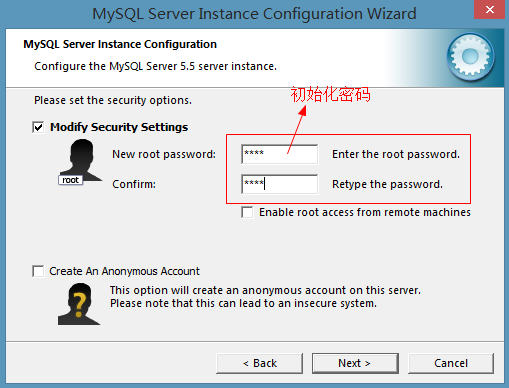 MySQL Server Instance Configuration Wizard
MySQL Server Instance Configuration
Configure the MySQL Server 5.5 server instance.
Please set the security options.
初始化密码
Modify Security Settings
New root password: **** Enter the root password.
root
Confirm: **** Retype the password.
Enable root access from remote machines
Create An Anonymous Account
This option will create an anonymous account on this server.
Please note that this can lead to an insecure system.
< Back Next > Cancel